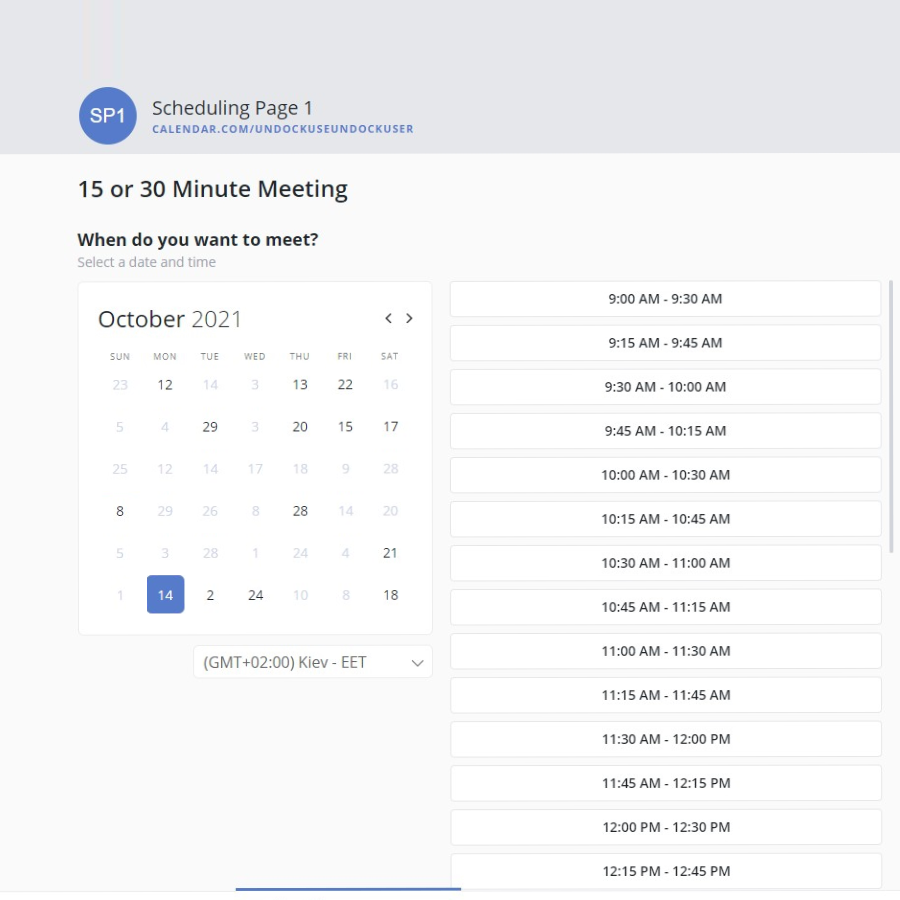 SP1
Scheduling Page 1
CALENDAR.COM/UNDOCKUSEUNDOCKUSER
15 or 30 Minute Meeting
When do you want to meet?
Select a date and time
October 2021
SUN MON TUE WED THU FRI SAT
23 12 14 3 13 22 16
5 4 29 3 20 15 17
25 12 14 17 18 9 28
8 29 26 8 28 14 20
5 3 28 1 24 4 21
1 14 2 24 10 8 18
(GMT+02:00) Kiev - EET
9:00 AM - 9:30 AM
9:15 AM - 9:45 AM
9:30 AM - 10:00 AM
9:45 AM - 10:15 AM
10:00 AM - 10:30 AM
10:15 AM - 10:45 AM
10:30 AM - 11:00 AM
10:45 AM - 11:15 AM
11:00 AM - 11:30 AM
11:15 AM - 11:45 AM
11:30 AM - 12:00 PM
11:45 AM - 12:15 PM
12:00 PM - 12:30 PM
12:15 PM - 12:45 PM